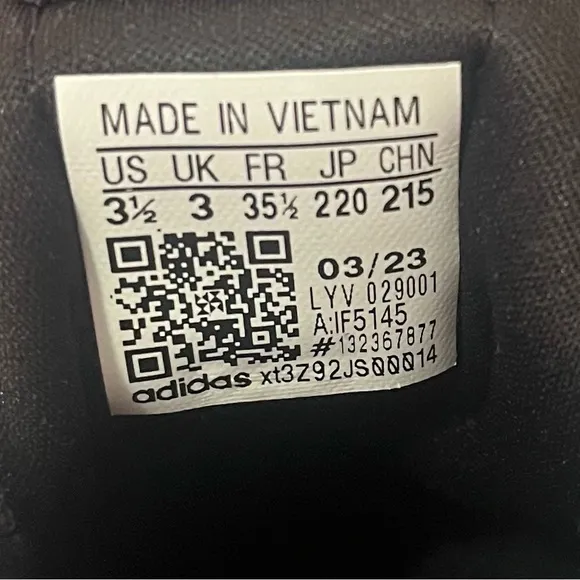 MADE IN VIETNAM
US UK FR JP CHN
3½ 3 35½ 220 215
03/23
LYV 029001
A:IF5145
#132367877
adidas xt3Z92JS00014